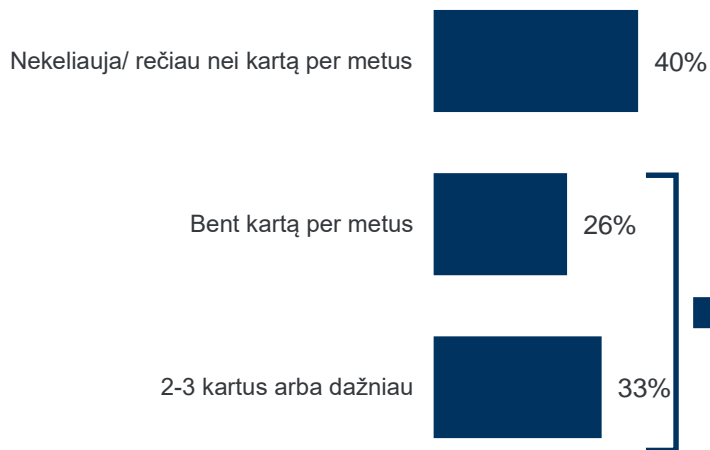 Nekeliauja/ rečiau nei kartą per metus
40%
Bent kartą per metus
26%
2-3 kartus arba dažniau
33%